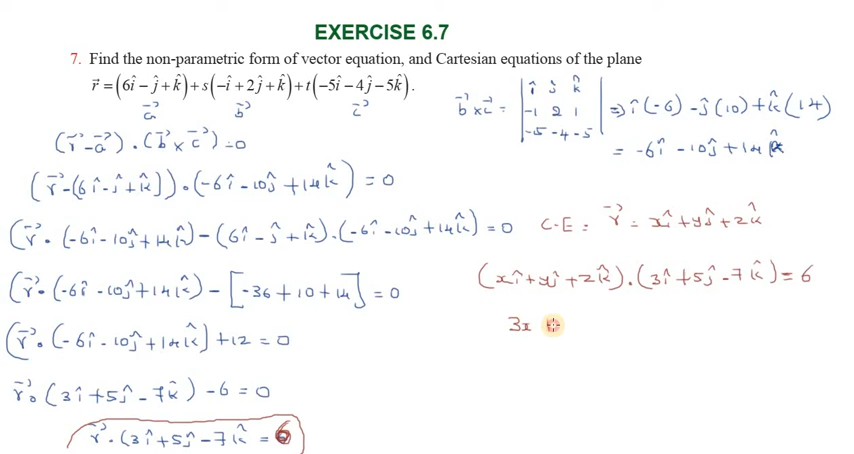 EXERCISE 6.7
7. Find the non-parametric form of vector equation, and Cartesian equations of the plane
r⃗ = (6î − ĵ + k̂) + s(−î + 2ĵ + k̂) + t(−5î − 4ĵ − 5k̂).
a⃗ b⃗ c⃗
(r⃗ − a⃗) · (b⃗ × c⃗) = 0
(r⃗ − (6î − ĵ + k̂)) · (−6î − 10ĵ + 14k̂) = 0
(r⃗ · (−6î − 10ĵ + 14k̂) − (6î − ĵ + k̂) · (−6î − 10ĵ + 14k̂) = 0
(r⃗ · (−6î − 10ĵ + 14k̂) − [−36 + 10 + 14] = 0
(r⃗ · (−6î − 10ĵ + 14k̂) + 12 = 0
r⃗ · (3î + 5ĵ − 7k̂) − 6 = 0
r⃗ · (3î + 5ĵ − 7k̂ = 6
b⃗ × c⃗ = | î ĵ k̂ |
| −1 2 1 | ⇒ î(−6) − ĵ(10) + k̂(14)
| −5 −4 −5 |
= −6î − 10ĵ + 14k̂
C.E = r⃗ = xî + yĵ + zk̂
(xî + yĵ + zk̂) · (3î + 5ĵ − 7k̂) = 6
3x